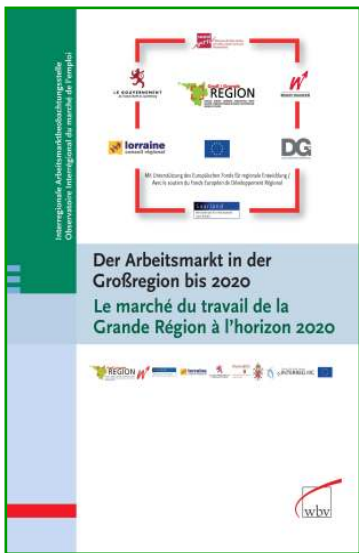 Interregionale Arbeitsmarktbeobachtungsstelle
Observatoire Interrégional du marché de l'emploi
LE GOUVERNEMENT
REGION
lorraine
conseil régional
DG
Mit Unterstützung des Europäischen Fonds für regionale Entwicklung /
Avec le soutien du Fonds Européen de Développement Régional
Saarland
Der Arbeitsmarkt in der
Großregion bis 2020
Le marché du travail de la
Grande Région à l'horizon 2020
REGION
lorraine
wbv